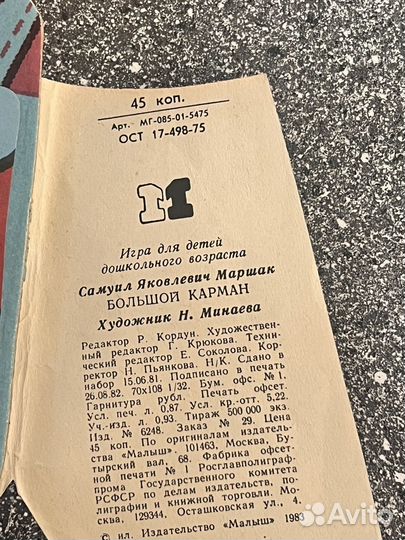 45 коп.
Арт. МГ-085-01-5475
ОСТ 17-498-75
Игра для детей
дошкольного возраста
Самуил Яковлевич Маршак
БОЛЬШОЙ КАРМАН
Художник Н. Минаева
Редактор Р. Кордун. Художествен-
ный редактор Г. Крюкова. Техни-
ческий редактор Е. Соколова. Кор-
ректор Н. Пьянкова. Н/К. Сдано в
набор 15.06.81. Подписано в печать
26.08.82. 70х108 1/32. Бум. офс. № 1.
Гарнитура рубл. Печать офсет.
Усл. печ. л. 0,87. Усл. кр.-отт. 5,22.
Уч.-изд. л. 0,93. Тираж 500 000 экз.
Изд. № 6248. Заказ № 29. Цена
45 коп. По оригиналам издатель-
ства «Малыш». 101463, Москва, Бу-
тырский вал, 68. Фабрика офсет-
ной печати № 1 Росглавполигра-
фпрома Государственного комитета
РСФСР по делам издательств, по-
лиграфии и книжной торговли. Мо-
сква, 129344. Осташковская ул., 4.
© ил. Издательство «Малыш» 1983
Avito